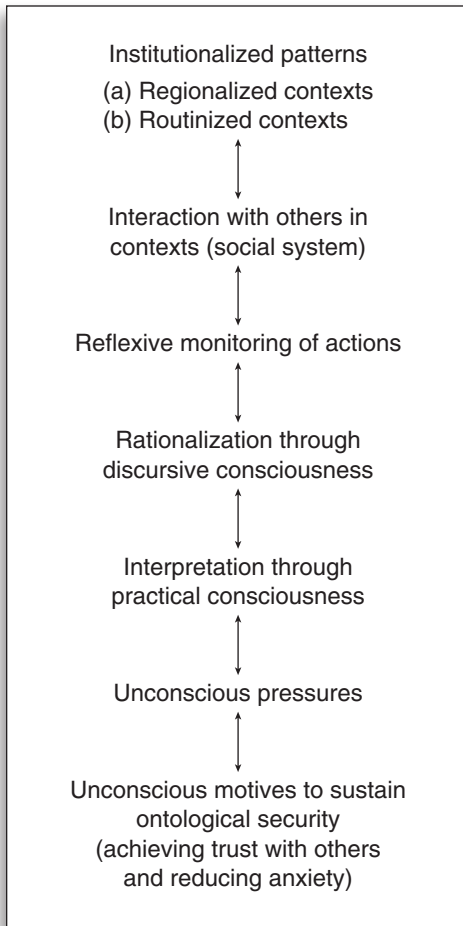 Institutionalized patterns
(a) Regionalized contexts
(b) Routinized contexts
Interaction with others in
contexts (social system)
Reflexive monitoring of actions
Rationalization through
discursive consciousness
Interpretation through
practical consciousness
Unconscious pressures
Unconscious motives to sustain
ontological security
(achieving trust with others
and reducing anxiety)